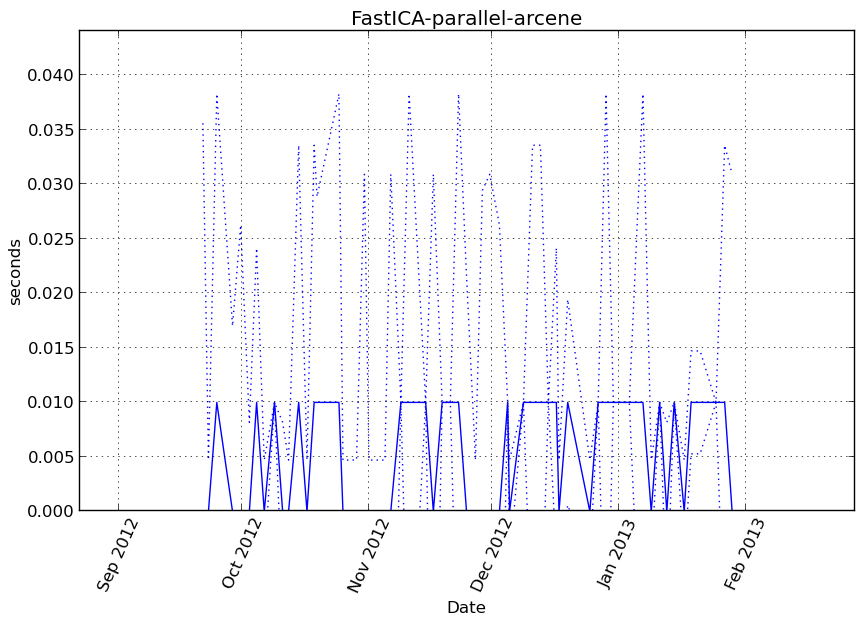 FastICA-parallel-arcene
0.040
0.035
0.030
0.025
0.020
0.015
0.010
0.005
0.000
seconds
Sep 2012
Oct 2012
Nov 2012
Dec 2012
Jan 2013
Feb 2013
Date